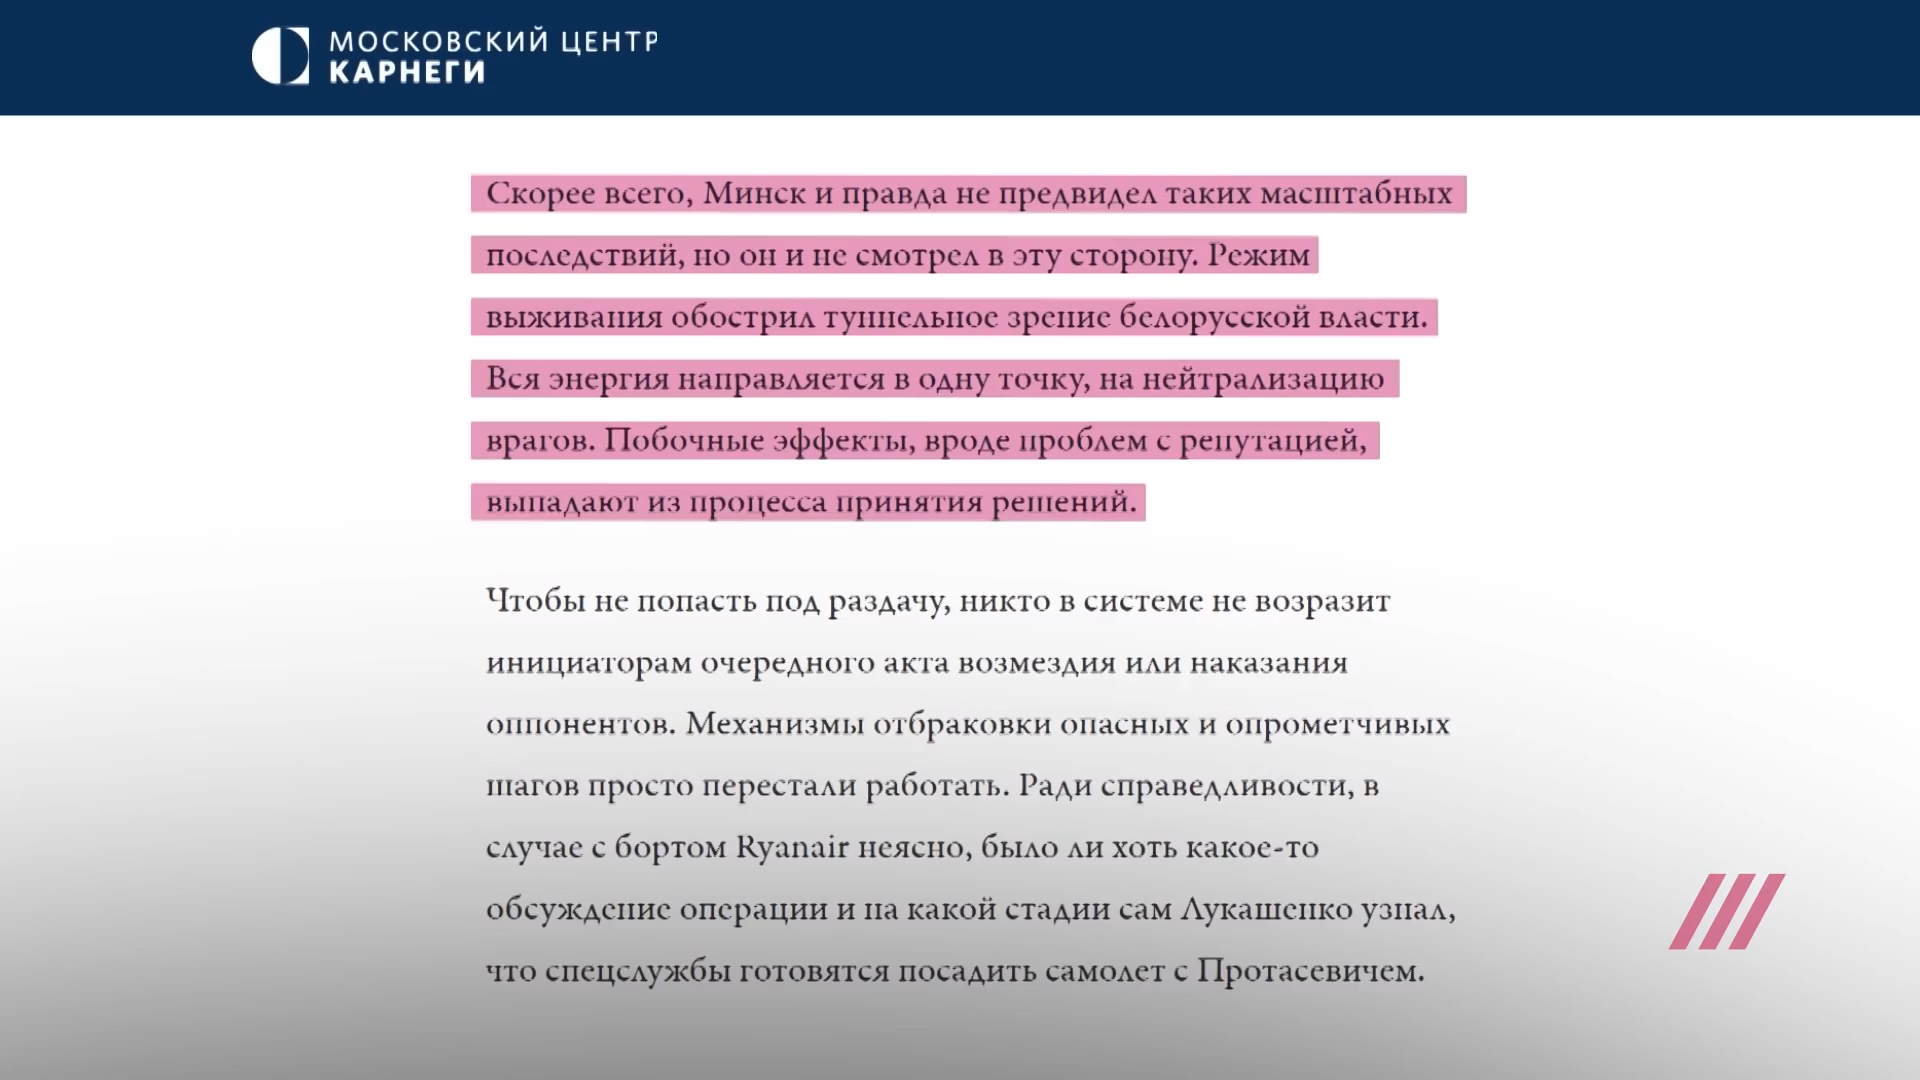 МОСКОВСКИЙ ЦЕНТР
КАРНЕГИ
Скорее всего, Минск и правда не предвидел таких масштабных
последствий, но он и не смотрел в эту сторону. Режим
выживания обострил туннельное зрение белорусской власти.
Вся энергия направляется в одну точку, на нейтрализацию
врагов. Побочные эффекты, вроде проблем с репутацией,
выпадают из процесса принятия решений.
Чтобы не попасть под раздачу, никто в системе не возразит
инициаторам очередного акта возмездия или наказания
оппонентов. Механизмы отбраковки опасных и опрометчивых
шагов просто перестали работать. Ради справедливости, в
случае с бортом Ryanair неясно, было ли хоть какое-то
обсуждение операции и на какой стадии сам Лукашенко узнал,
что спецслужбы готовятся посадить самолет с Протасевичем.